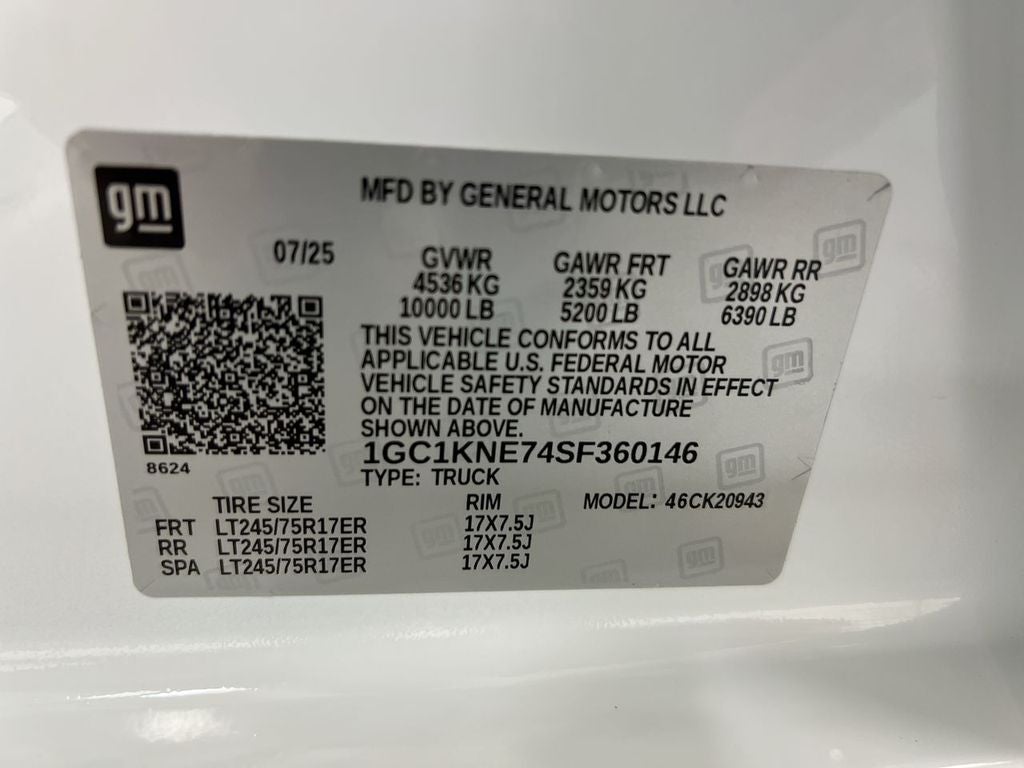 gm
MFD BY GENERAL MOTORS LLC
07/25
GVWR
4536 KG
10000 LB
GAWR FRT
2359 KG
5200 LB
GAWR RR
2898 KG
6390 LB
THIS VEHICLE CONFORMS TO ALL
APPLICABLE U.S. FEDERAL MOTOR
VEHICLE SAFETY STANDARDS IN EFFECT
ON THE DATE OF MANUFACTURE
SHOWN ABOVE.
1GC1KNE74SF360146
8624
TYPE: TRUCK
TIRE SIZE RIM MODEL: 46CK20943
FRT LT245/75R17ER 17X7.5J
RR LT245/75R17ER 17X7.5J
SPA LT245/75R17ER 17X7.5J